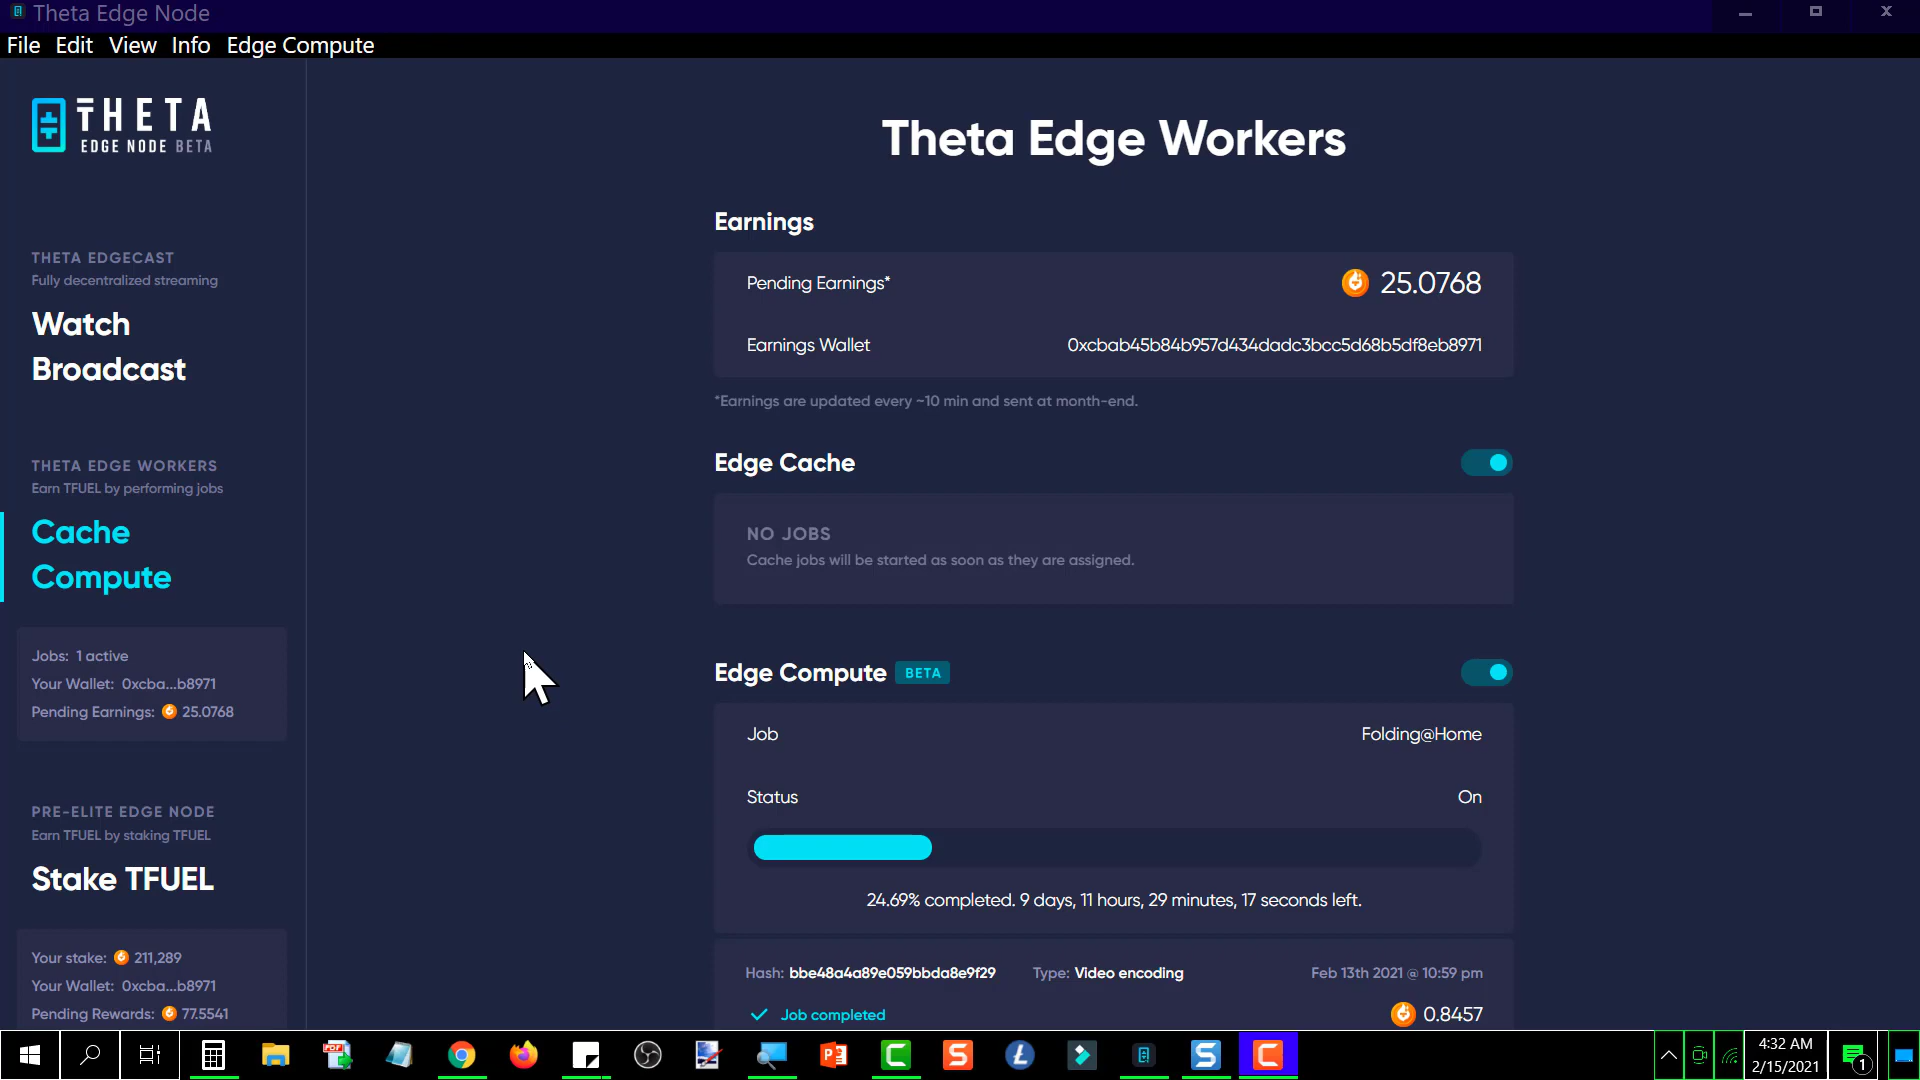 Theta Edge Node
File Edit View Info Edge Compute
THETA
EDGE NODE BETA
THETA EDGECAST
Fully decentralized streaming
Watch
Broadcast
THETA EDGE WORKERS
Earn TFUEL by performing jobs
Cache
Compute
Jobs: 1 active
Your Wallet: 0xcba...b8971
Pending Earnings: 25.0768
PRE-ELITE EDGE NODE
Earn TFUEL by staking TFUEL
Stake TFUEL
Your stake: 211,289
Your Wallet: 0xcba...b8971
Pending Rewards: 77.5541
Theta Edge Workers
Earnings
Pending Earnings* 25.0768
Earnings Wallet 0xcbab45b84b957d434dadc3bcc5d68b5df8eb8971
*Earnings are updated every ~10 min and sent at month-end.
Edge Cache
NO JOBS
Cache jobs will be started as soon as they are assigned.
Edge Compute BETA
Job Folding@Home
Status On
24.69% completed. 9 days, 11 hours, 29 minutes, 17 seconds left.
Hash: bbe48a4a89e059bbda8e9f29 Type: Video encoding Feb 13th 2021 @ 10:59 pm
Job completed 0.8457
4:32 AM
2/15/2021
1